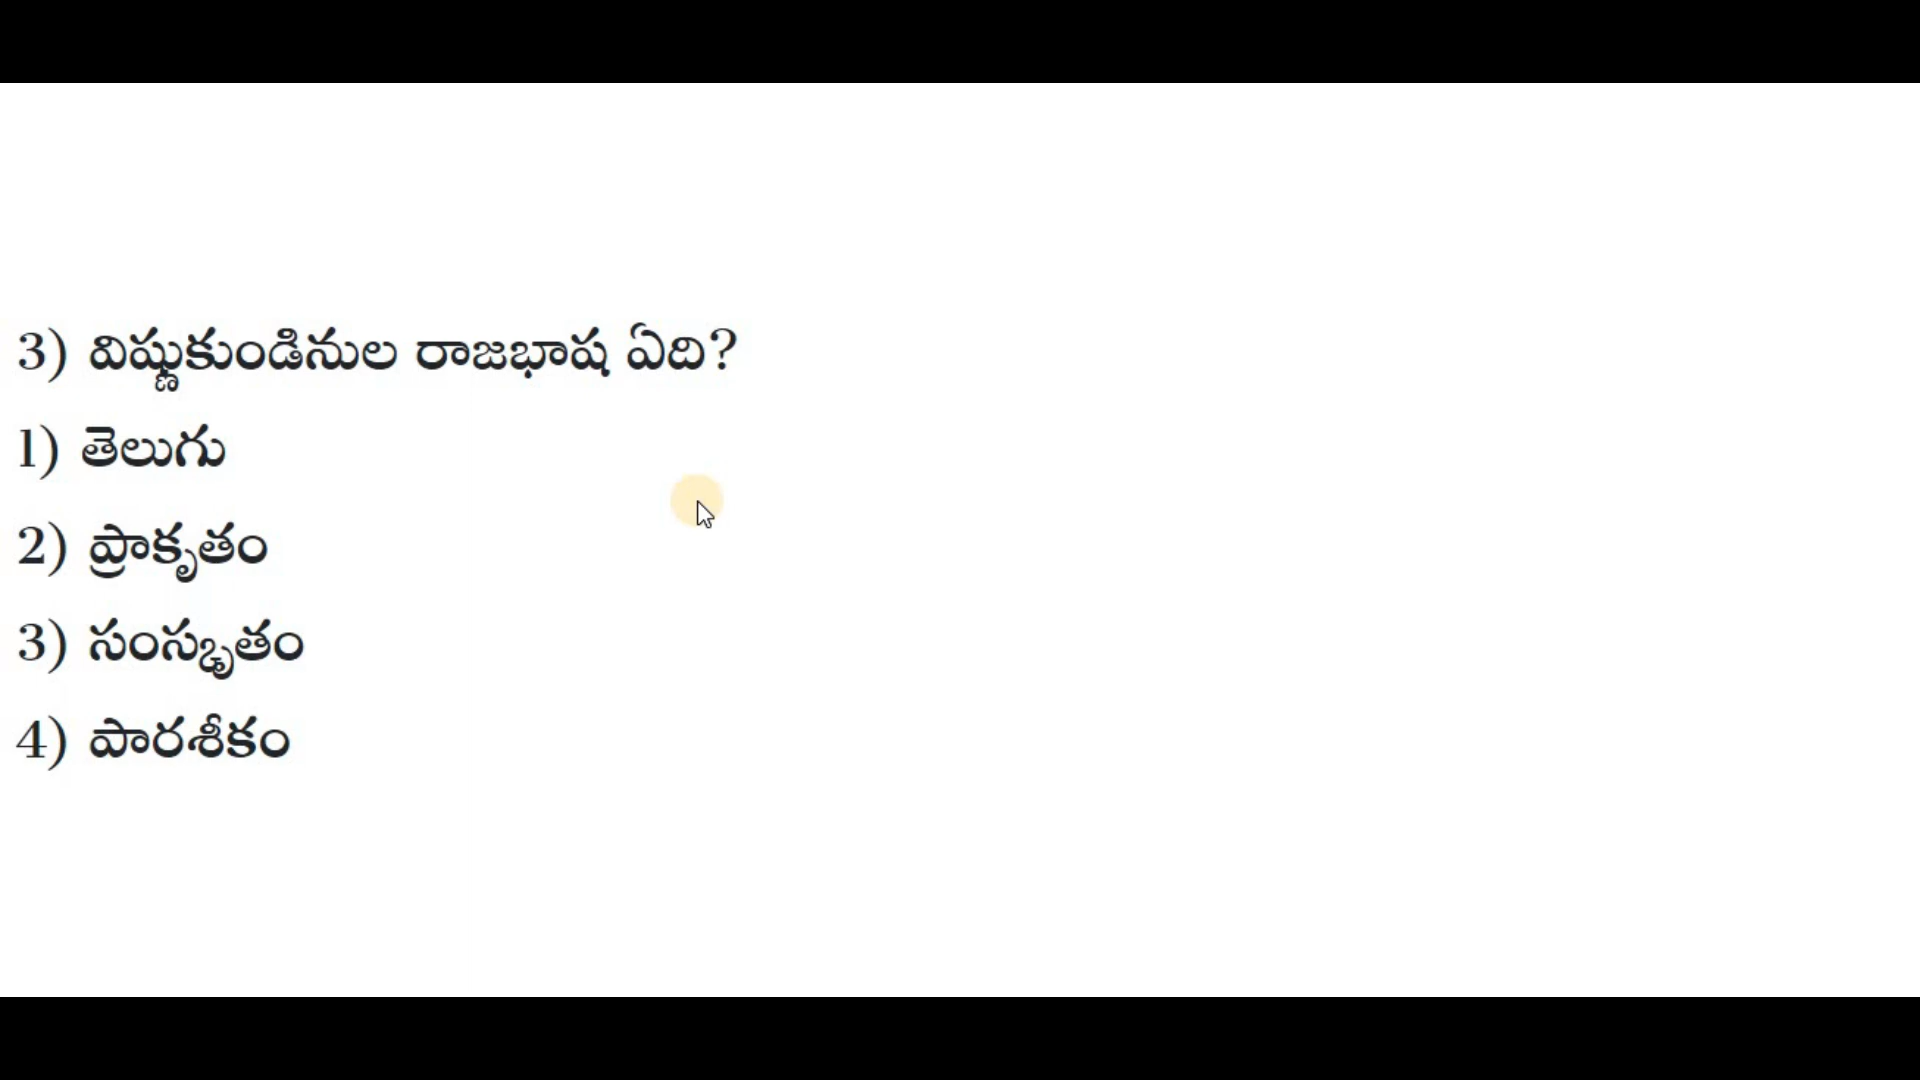 3) విష్ణుకుండినుల రాజభాష ఏది?
1) తెలుగు
2) ప్రాకృతం
3) సంస్కృతం
4) పారశీకం